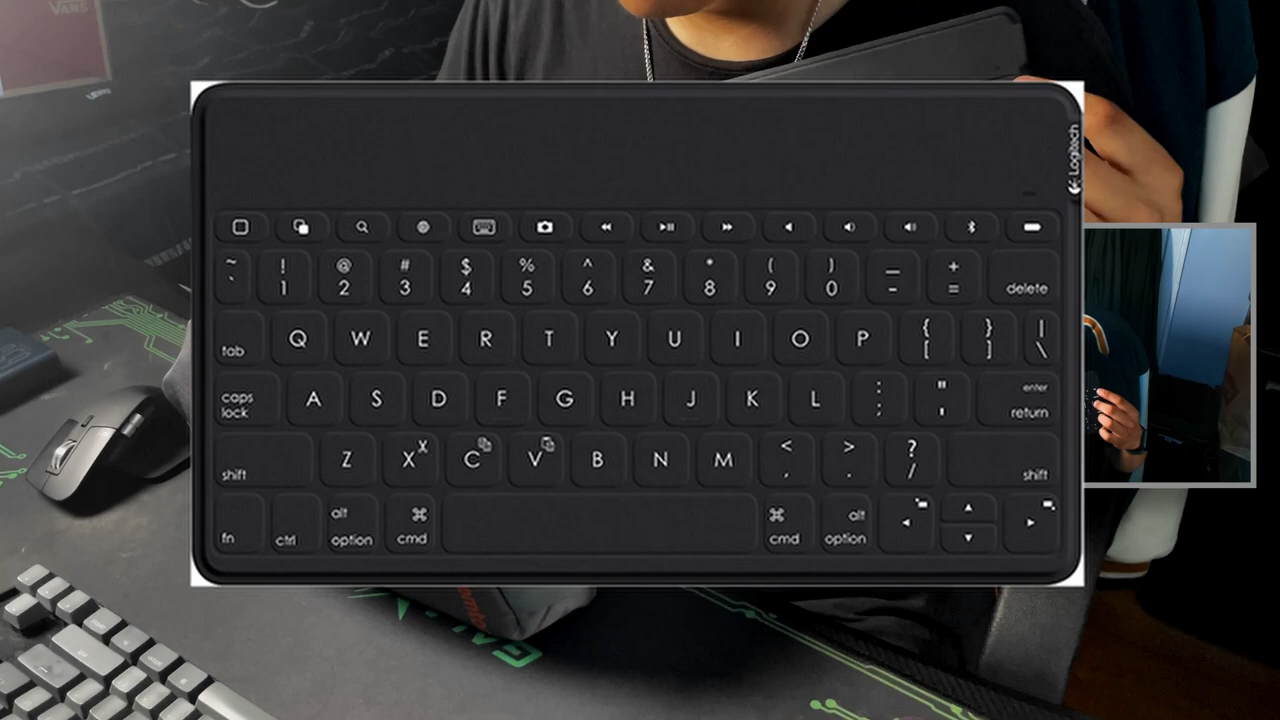 VANS
Logitech
~ ! @ # $ % ^ & * ( ) — +
` 1 2 3 4 5 6 7 8 9 0 - = delete
tab Q W E R T Y U I O P { [ } ] | \
caps lock A S D F G H J K L : ; " ' enter return
shift Z X C V B N M < , > . ? / shift
fn ctrl alt option ⌘ cmd ⌘ cmd alt option ◀ ▲ ▼ ▶